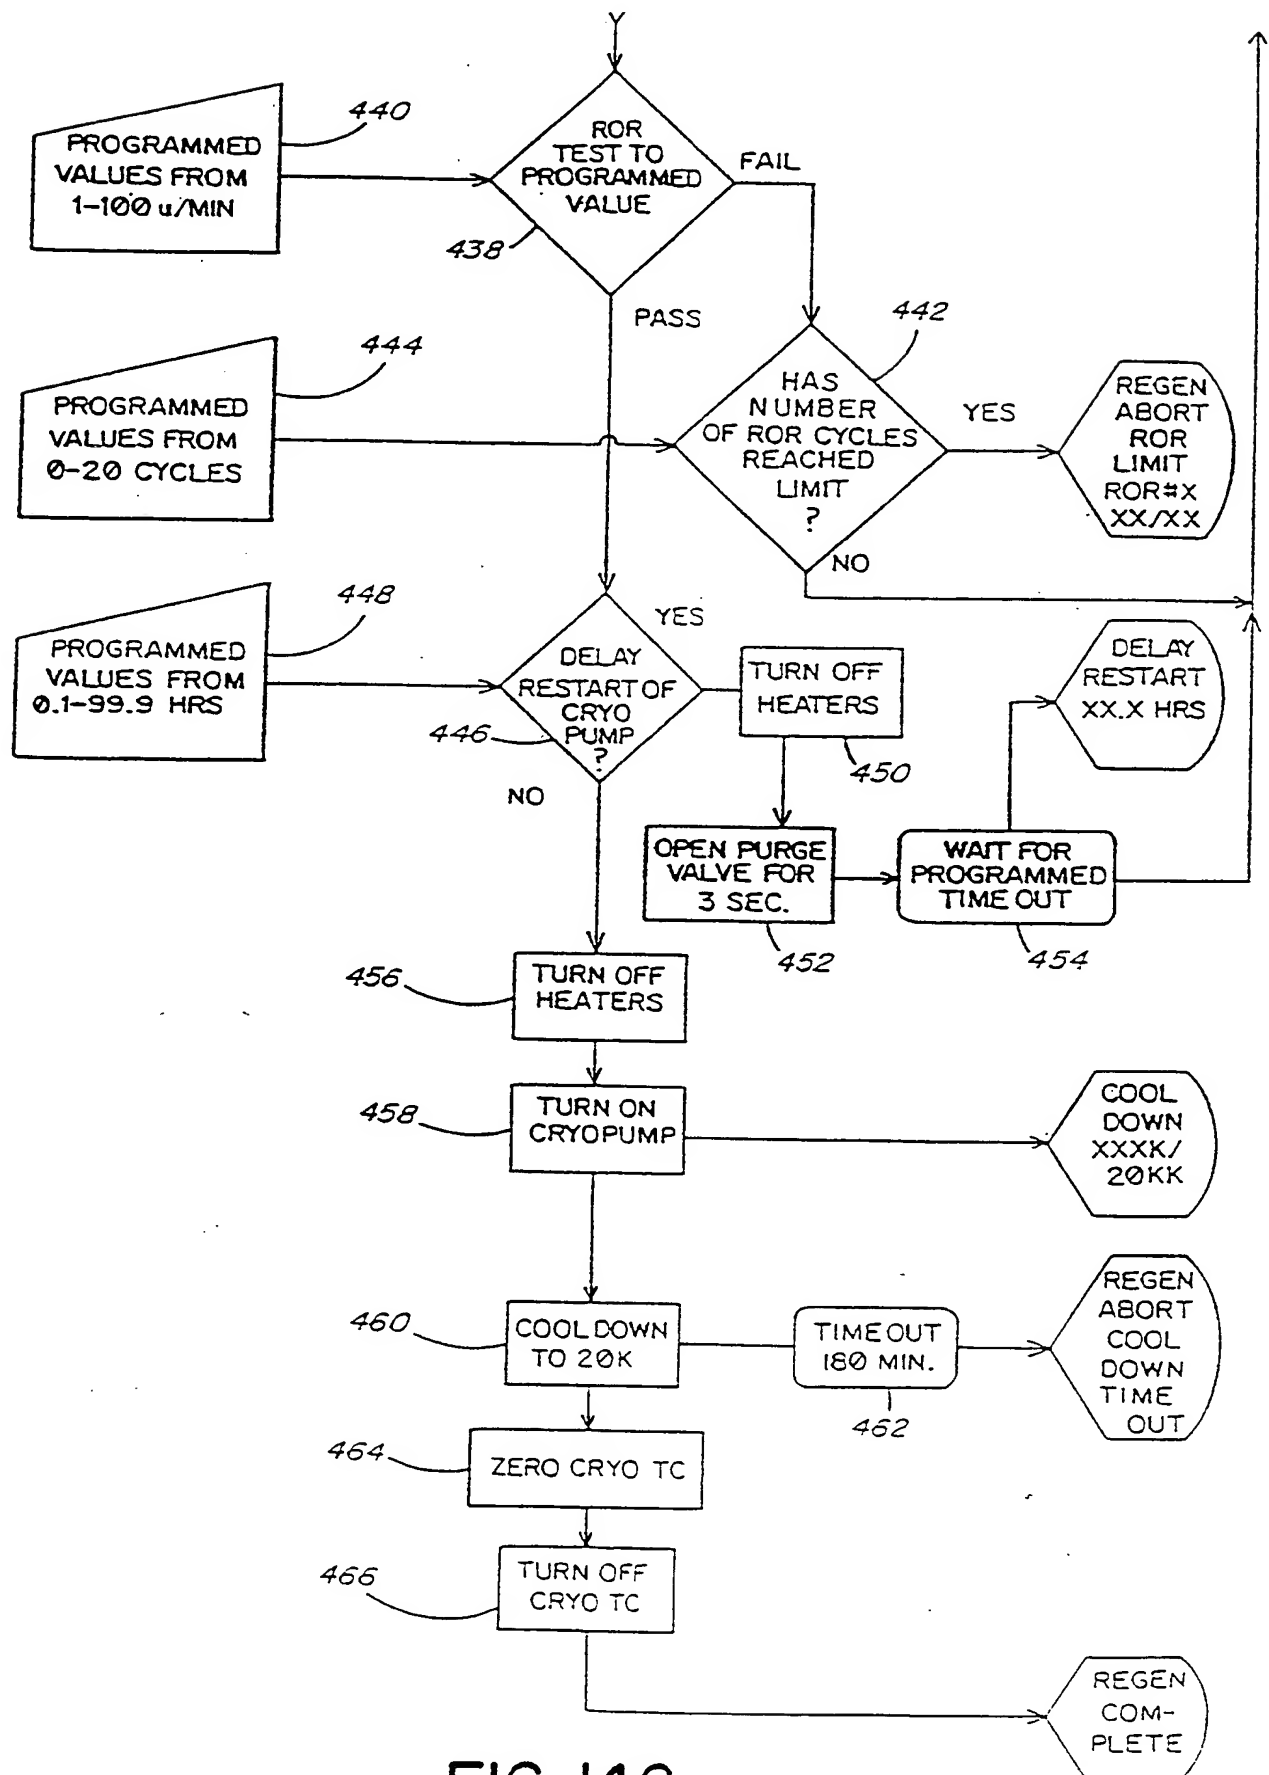 Y
440
PROGRAMMED
VALUES FROM
1-100 u/MIN
ROR
TEST TO
PROGRAMMED
VALUE
FAIL
438
PASS
442
444
PROGRAMMED
VALUES FROM
0-20 CYCLES
HAS
NUMBER
OF ROR CYCLES
REACHED
LIMIT
?
YES
REGEN
ABORT
ROR
LIMIT
ROR#X
XX/XX
NO
448
PROGRAMMED
VALUES FROM
0.1-99.9 HRS
YES
DELAY
RESTART OF
CRYO
PUMP
?
446
NO
TURN OFF
HEATERS
450
DELAY
RESTART
XX.X HRS
OPEN PURGE
VALVE FOR
3 SEC.
452
WAIT FOR
PROGRAMMED
TIME OUT
454
456
TURN OFF
HEATERS
458
TURN ON
CRYOPUMP
COOL
DOWN
XXXK/
20KK
460
COOL DOWN
TO 20K
TIMEOUT
180 MIN.
462
REGEN
ABORT
COOL
DOWN
TIME
OUT
464
ZERO CRYO TC
466
TURN OFF
CRYO TC
REGEN
COM-
PLETE